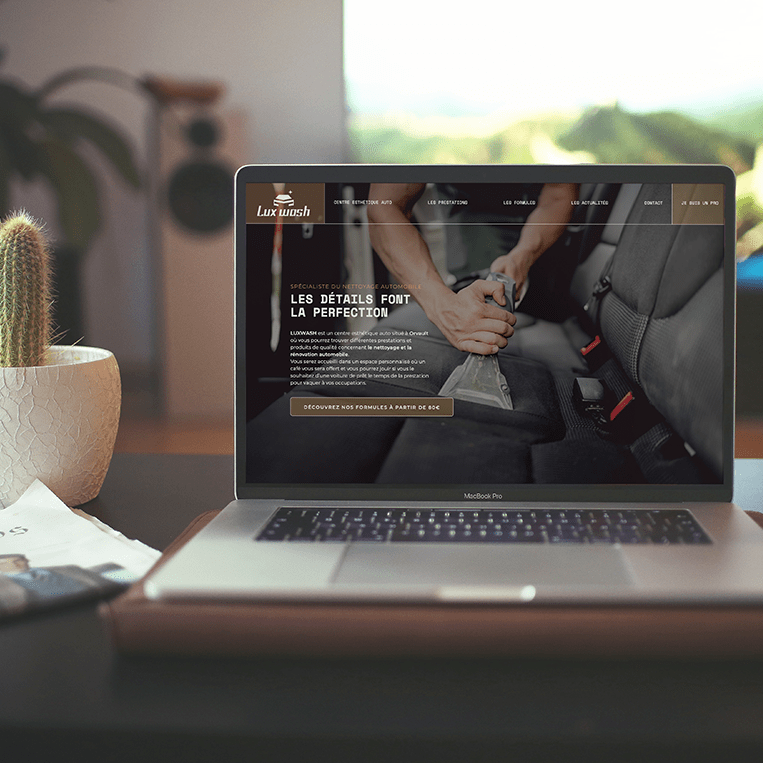 Lux wash
CENTRE ESTHÉTIQUE AUTO
LES PRESTATIONS
LES FORMULES
LES ACTUALITÉS
CONTACT
JE SUIS UN PRO
SPÉCIALISTE DU NETTOYAGE AUTOMOBILE
LES DÉTAILS FONT
LA PERFECTION
LUXWASH est un centre esthétique auto situé à Orvault
où vous pourrez trouver différentes prestations et
produits de qualité concernant le nettoyage et la
rénovation automobile.
Vous serez accueilli dans un espace personnalisé où un
café vous sera offert et vous pourrez jouir si vous le
souhaitez d'une voiture de prêt le temps de la prestation
pour vaquer à vos occupations.
DÉCOUVREZ NOS FORMULES À PARTIR DE 80€
MacBook Pro